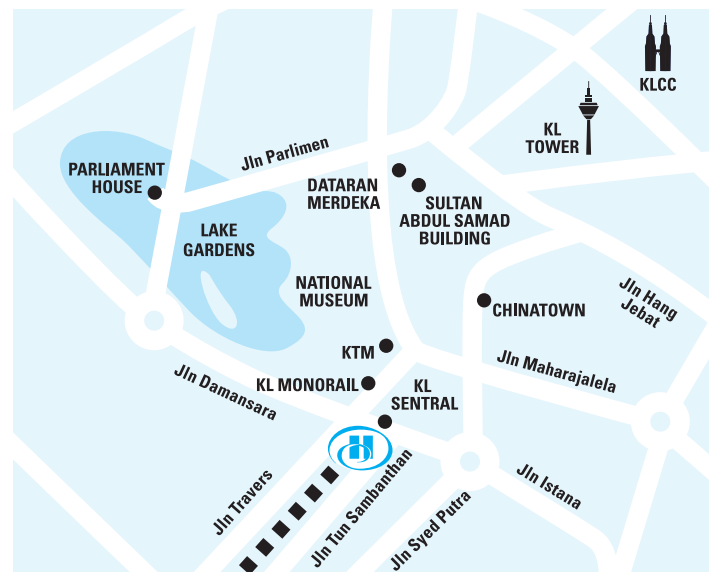 KLCC
KL
TOWER
Jln Parlimen
PARLIAMENT
HOUSE
DATARAN
MERDEKA
SULTAN
ABDUL SAMAD
BUILDING
LAKE
GARDENS
NATIONAL
MUSEUM
Jln Hang
Jebat
CHINATOWN
KTM
Jln Maharajalela
Jln Damansara
KL MONORAIL
KL
SENTRAL
H
Jln Travers
Jln Tun Sambanthan
Jln Syed Putra
Jln Istana